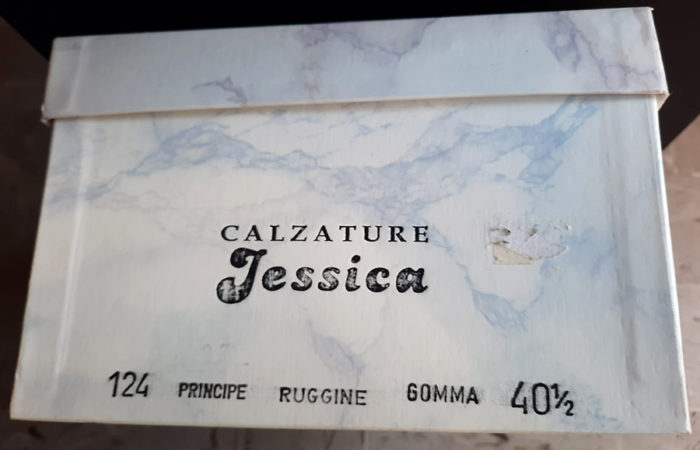 CALZATURE
Jessica
124 PRINCIPE RUGGINE GOMMA 40½